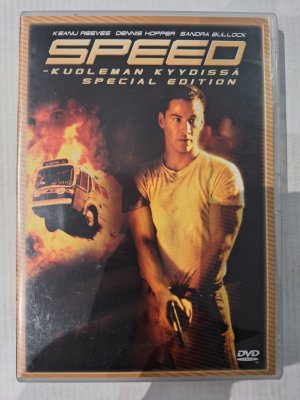 KEANU REEVES DENNIS HOPPER SANDRA BULLOCK
SPEED
-KUOLEMAN KYYDISSÄ
SPECIAL EDITION
DVD